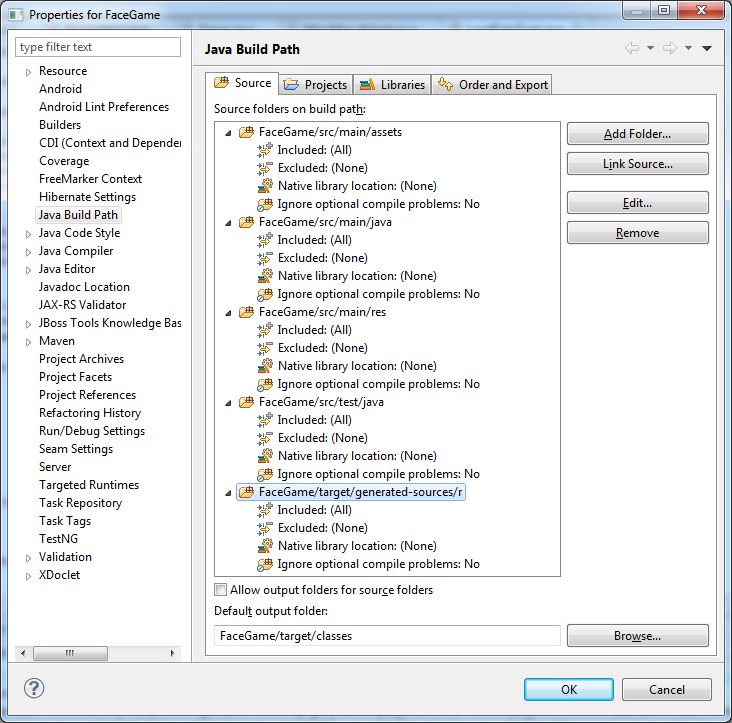 Properties for FaceGame
type filter text
Resource
Android
Android Lint Preferences
Builders
CDI (Context and Depender
Coverage
FreeMarker Context
Hibernate Settings
Java Build Path
Java Code Style
Java Compiler
Java Editor
Javadoc Location
JAX-RS Validator
JBoss Tools Knowledge Bas
Maven
Project Archives
Project Facets
Project References
Refactoring History
Run/Debug Settings
Seam Settings
Server
Targeted Runtimes
Task Repository
Task Tags
TestNG
Validation
XDoclet
Java Build Path
Source Projects Libraries Order and Export
Source folders on build path:
FaceGame/src/main/assets
Included: (All)
Excluded: (None)
Native library location: (None)
Ignore optional compile problems: No
FaceGame/src/main/java
Included: (All)
Excluded: (None)
Native library location: (None)
Ignore optional compile problems: No
FaceGame/src/main/res
Included: (All)
Excluded: (None)
Native library location: (None)
Ignore optional compile problems: No
FaceGame/src/test/java
Included: (All)
Excluded: (None)
Native library location: (None)
Ignore optional compile problems: No
FaceGame/target/generated-sources/r
Included: (All)
Excluded: (None)
Native library location: (None)
Ignore optional compile problems: No
Add Folder...
Link Source...
Edit...
Remove
Allow output folders for source folders
Default output folder:
FaceGame/target/classes
Browse...
?
OK
Cancel